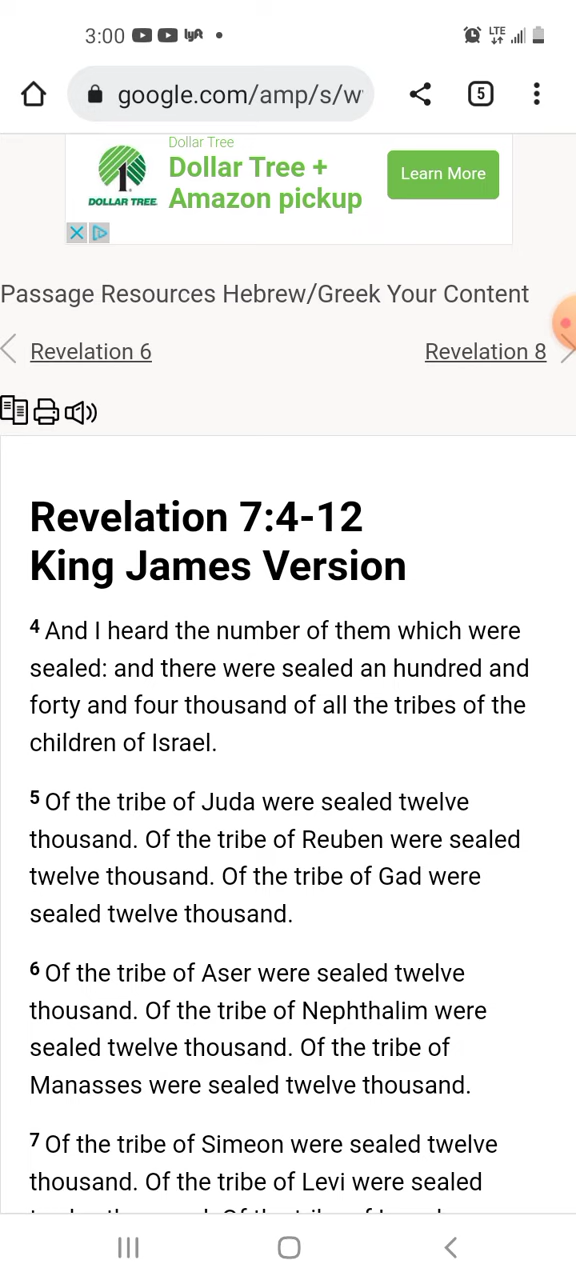 3:00
LTE
google.com/amp/s/w
5
Dollar Tree
Dollar Tree +
Amazon pickup
DOLLAR TREE
Learn More
Passage Resources Hebrew/Greek Your Content
Revelation 6
Revelation 8
Revelation 7:4-12
King James Version
4 And I heard the number of them which were
sealed: and there were sealed an hundred and
forty and four thousand of all the tribes of the
children of Israel.
5 Of the tribe of Juda were sealed twelve
thousand. Of the tribe of Reuben were sealed
twelve thousand. Of the tribe of Gad were
sealed twelve thousand.
6 Of the tribe of Aser were sealed twelve
thousand. Of the tribe of Nephthalim were
sealed twelve thousand. Of the tribe of
Manasses were sealed twelve thousand.
7 Of the tribe of Simeon were sealed twelve
thousand. Of the tribe of Levi were sealed